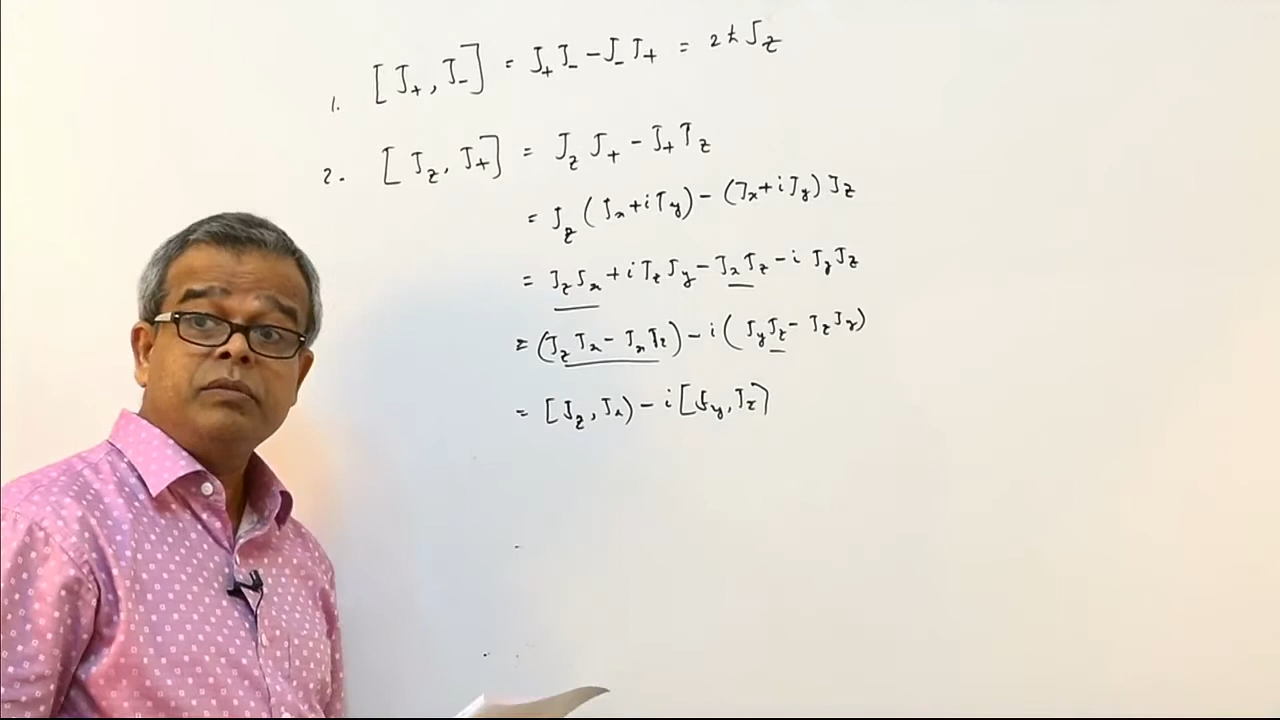 1. [J₊, J₋] = J₊J₋ − J₋J₊ = 2ℏJz
2. [Jz, J₊] = JzJ₊ − J₊Jz
= Jz(Jx + iJy) − (Jx + iJy)Jz
= JzJx + iJzJy − JxJz − iJyJz
= (JzJx − JxJz) − i(JyJz − JzJy)
= [Jz, Jx) − i[Jy, Jz]